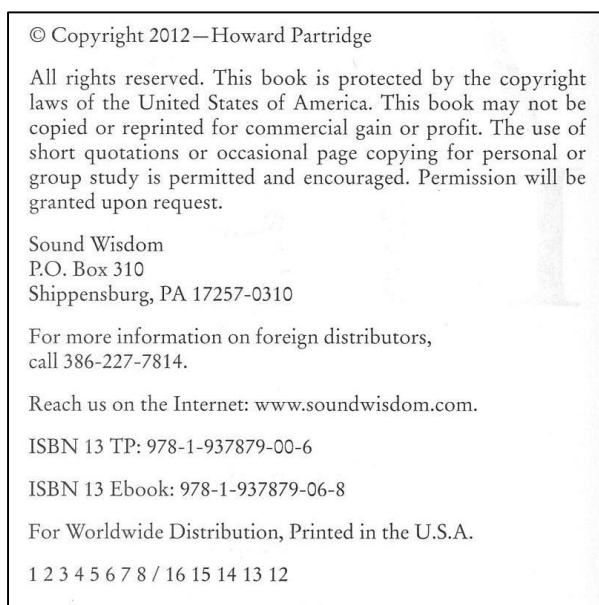 © Copyright 2012—Howard Partridge
All rights reserved. This book is protected by the copyright
laws of the United States of America. This book may not be
copied or reprinted for commercial gain or profit. The use of
short quotations or occasional page copying for personal or
group study is permitted and encouraged. Permission will be
granted upon request.
Sound Wisdom
P.O. Box 310
Shippensburg, PA 17257-0310
For more information on foreign distributors,
call 386-227-7814.
Reach us on the Internet: www.soundwisdom.com.
ISBN 13 TP: 978-1-937879-00-6
ISBN 13 Ebook: 978-1-937879-06-8
For Worldwide Distribution, Printed in the U.S.A.
1 2 3 4 5 6 7 8 / 16 15 14 13 12